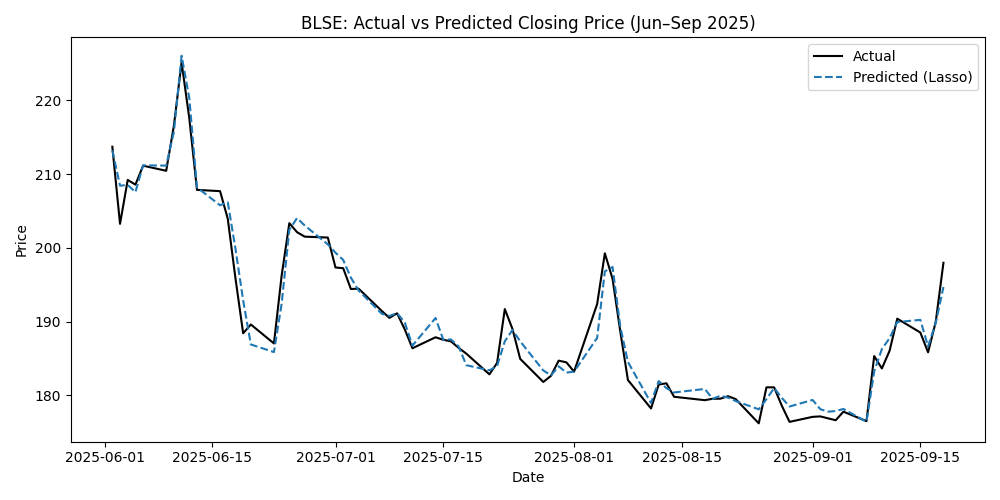 BLSE: Actual vs Predicted Closing Price (Jun–Sep 2025)
Actual
Predicted (Lasso)
220
210
200
190
180
Price
2025-06-01 2025-06-15 2025-07-01 2025-07-15 2025-08-01 2025-08-15 2025-09-01 2025-09-15
Date